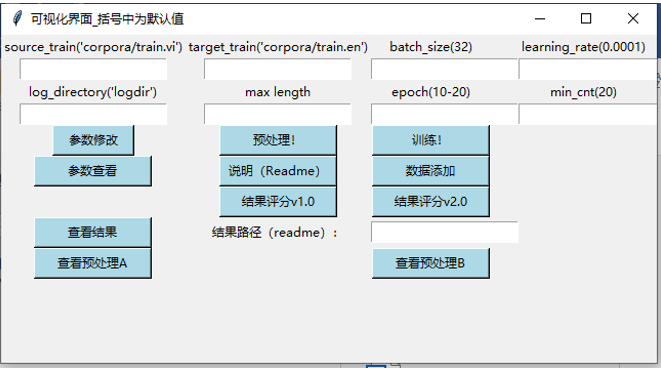 可视化界面_括号中为默认值
source_train('corpora/train.vi') target_train('corpora/train.en') batch_size(32) learning_rate(0.0001)
log_directory('logdir') max length epoch(10-20) min_cnt(20)
参数修改 预处理! 训练!
参数查看 说明（Readme） 数据添加
结果评分v1.0 结果评分v2.0
查看结果 结果路径（readme）：
查看预处理A 查看预处理B